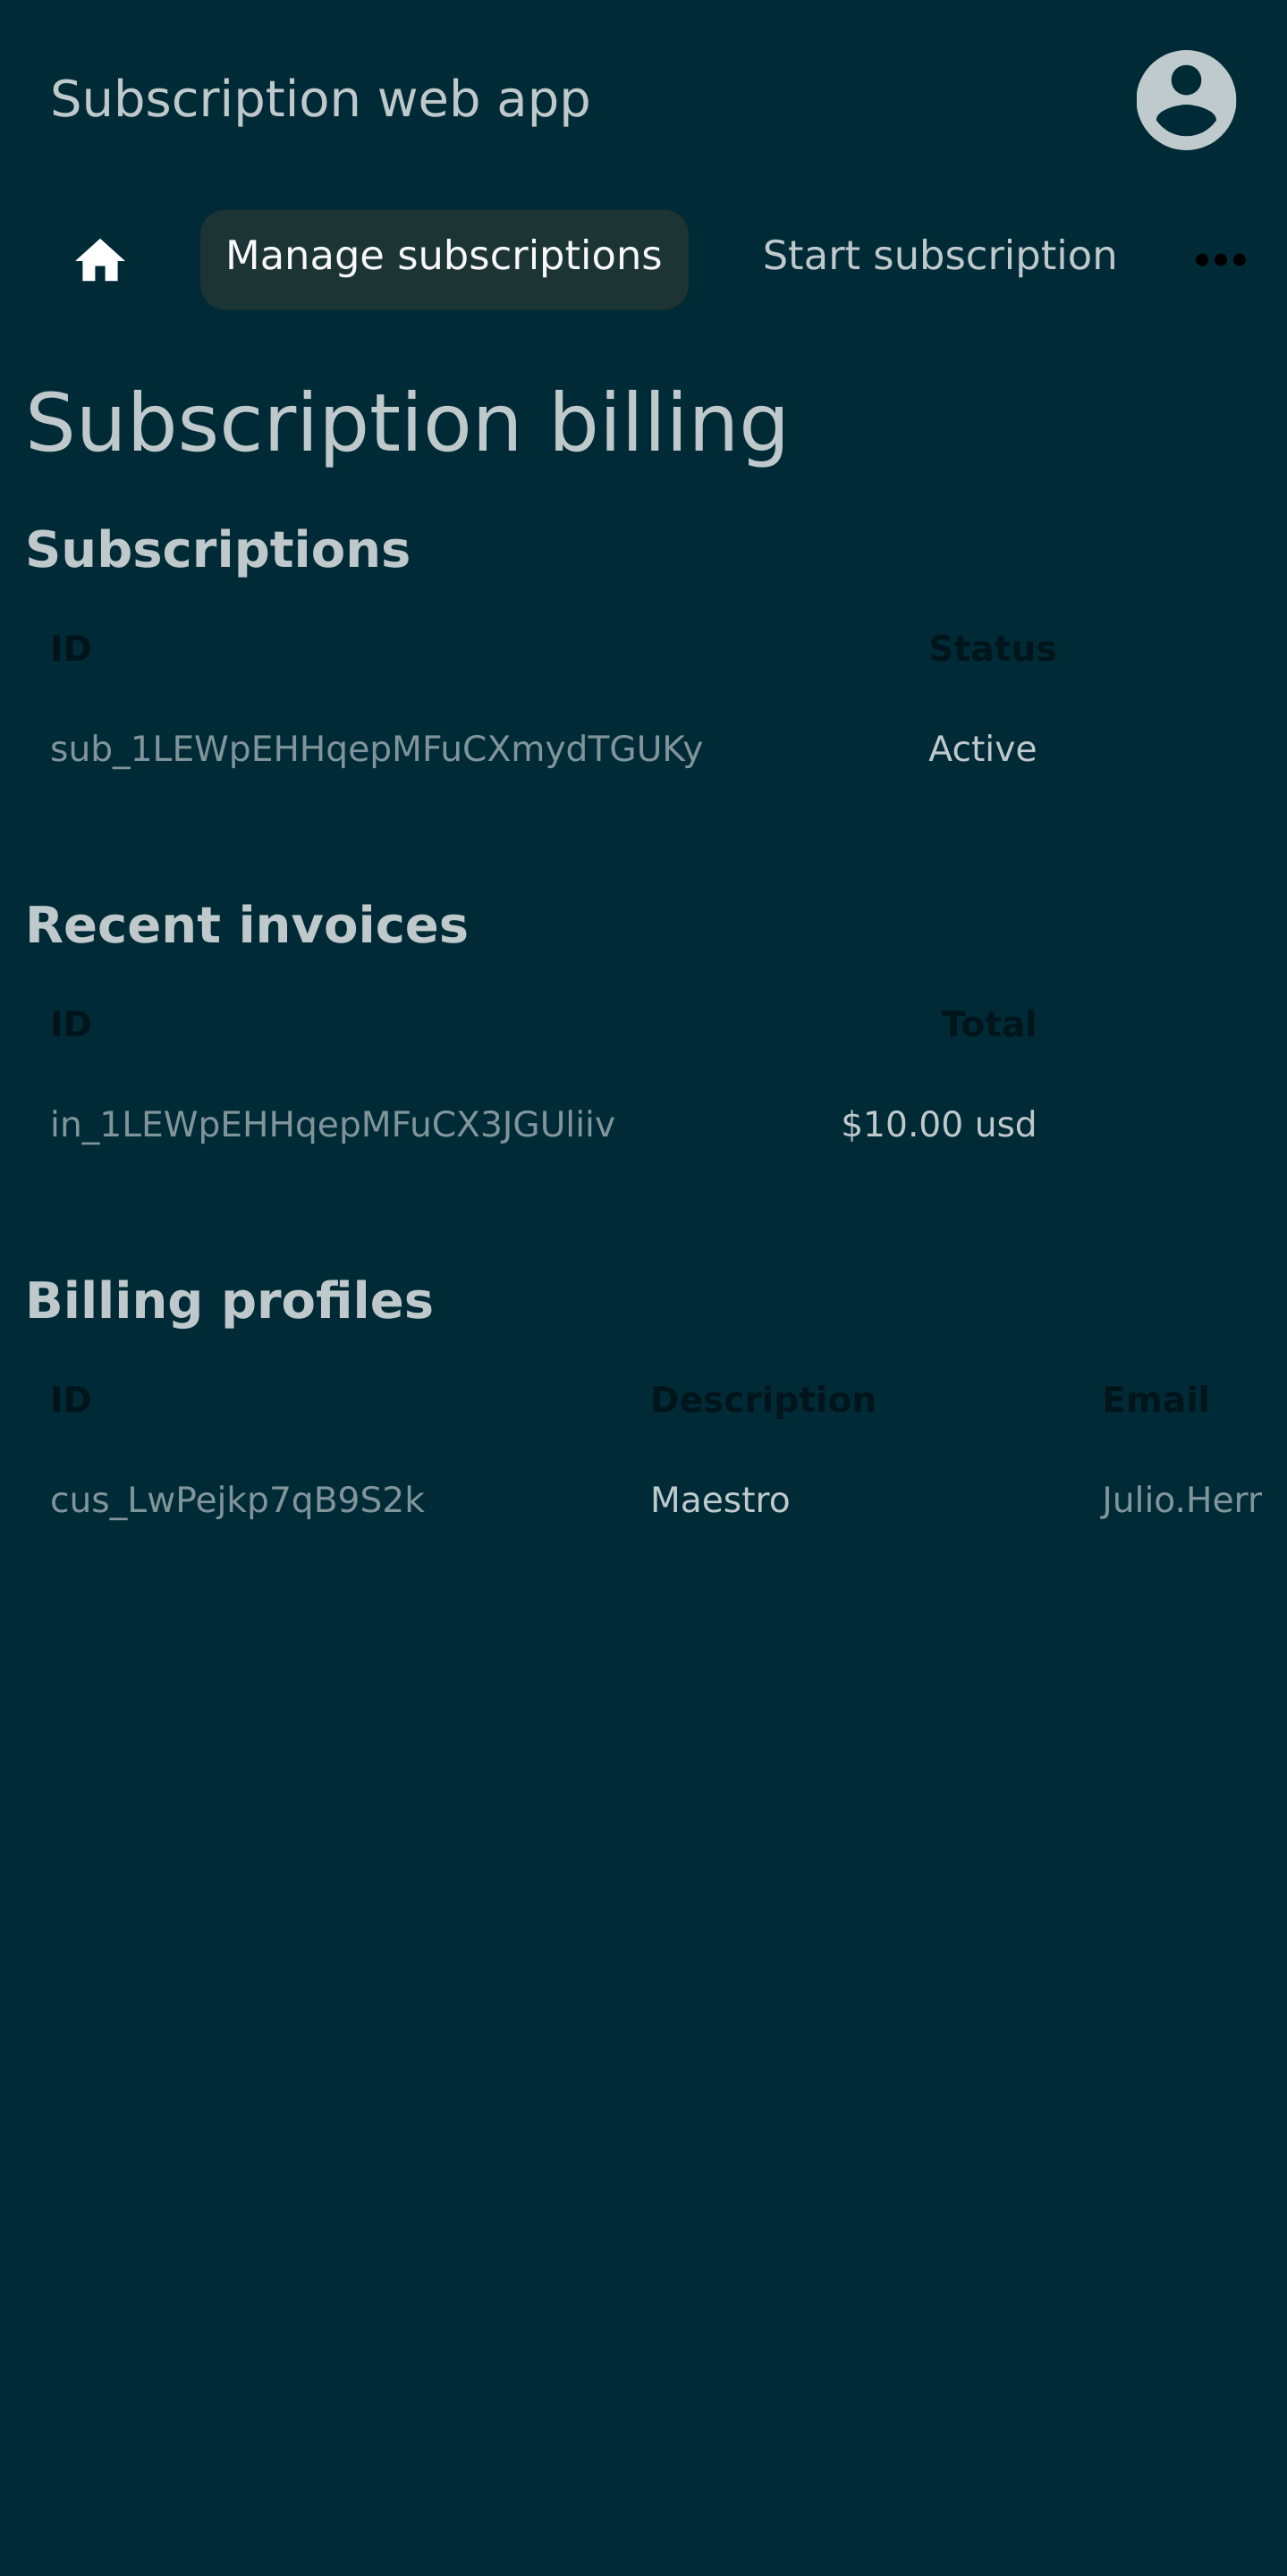 Subscription web app
Manage subscriptions Start subscription
Subscription billing
Subscriptions
ID Status
sub_1LEWpEHHqepMFuCXmydTGUKy Active
Recent invoices
ID Total
in_1LEWpEHHqepMFuCX3JGUliiv $10.00 usd
Billing profiles
ID Description Email
cus_LwPejkp7qB9S2k Maestro Julio.Herr